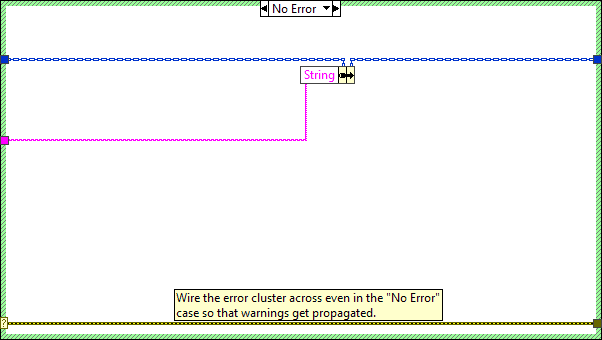 No Error
String
?
Wire the error cluster across even in the "No Error"
case so that warnings get propagated.